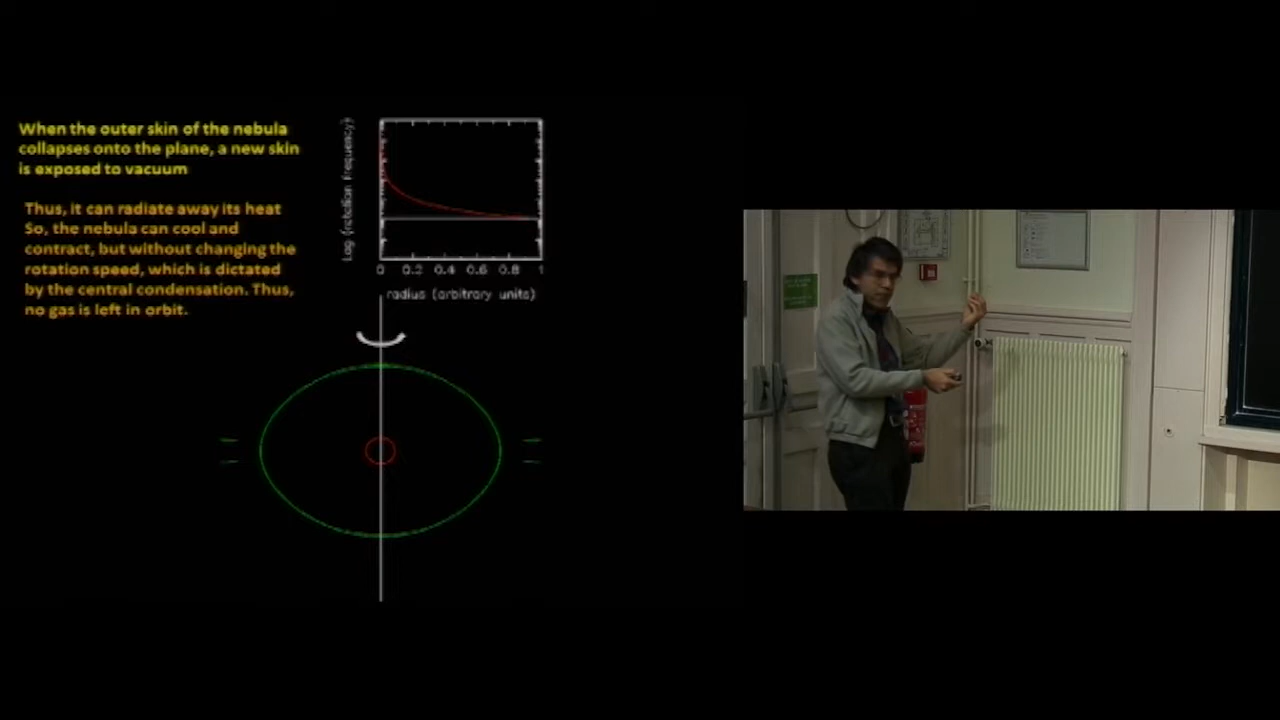 When the outer skin of the nebula
collapses onto the plane, a new skin
is exposed to vacuum
Thus, it can radiate away its heat
So, the nebula can cool and
contract, but without changing the
rotation speed, which is dictated
by the central condensation. Thus,
no gas is left in orbit.
Log (rotation frequency)
0 0.2 0.4 0.6 0.8 1
radius (arbitrary units)